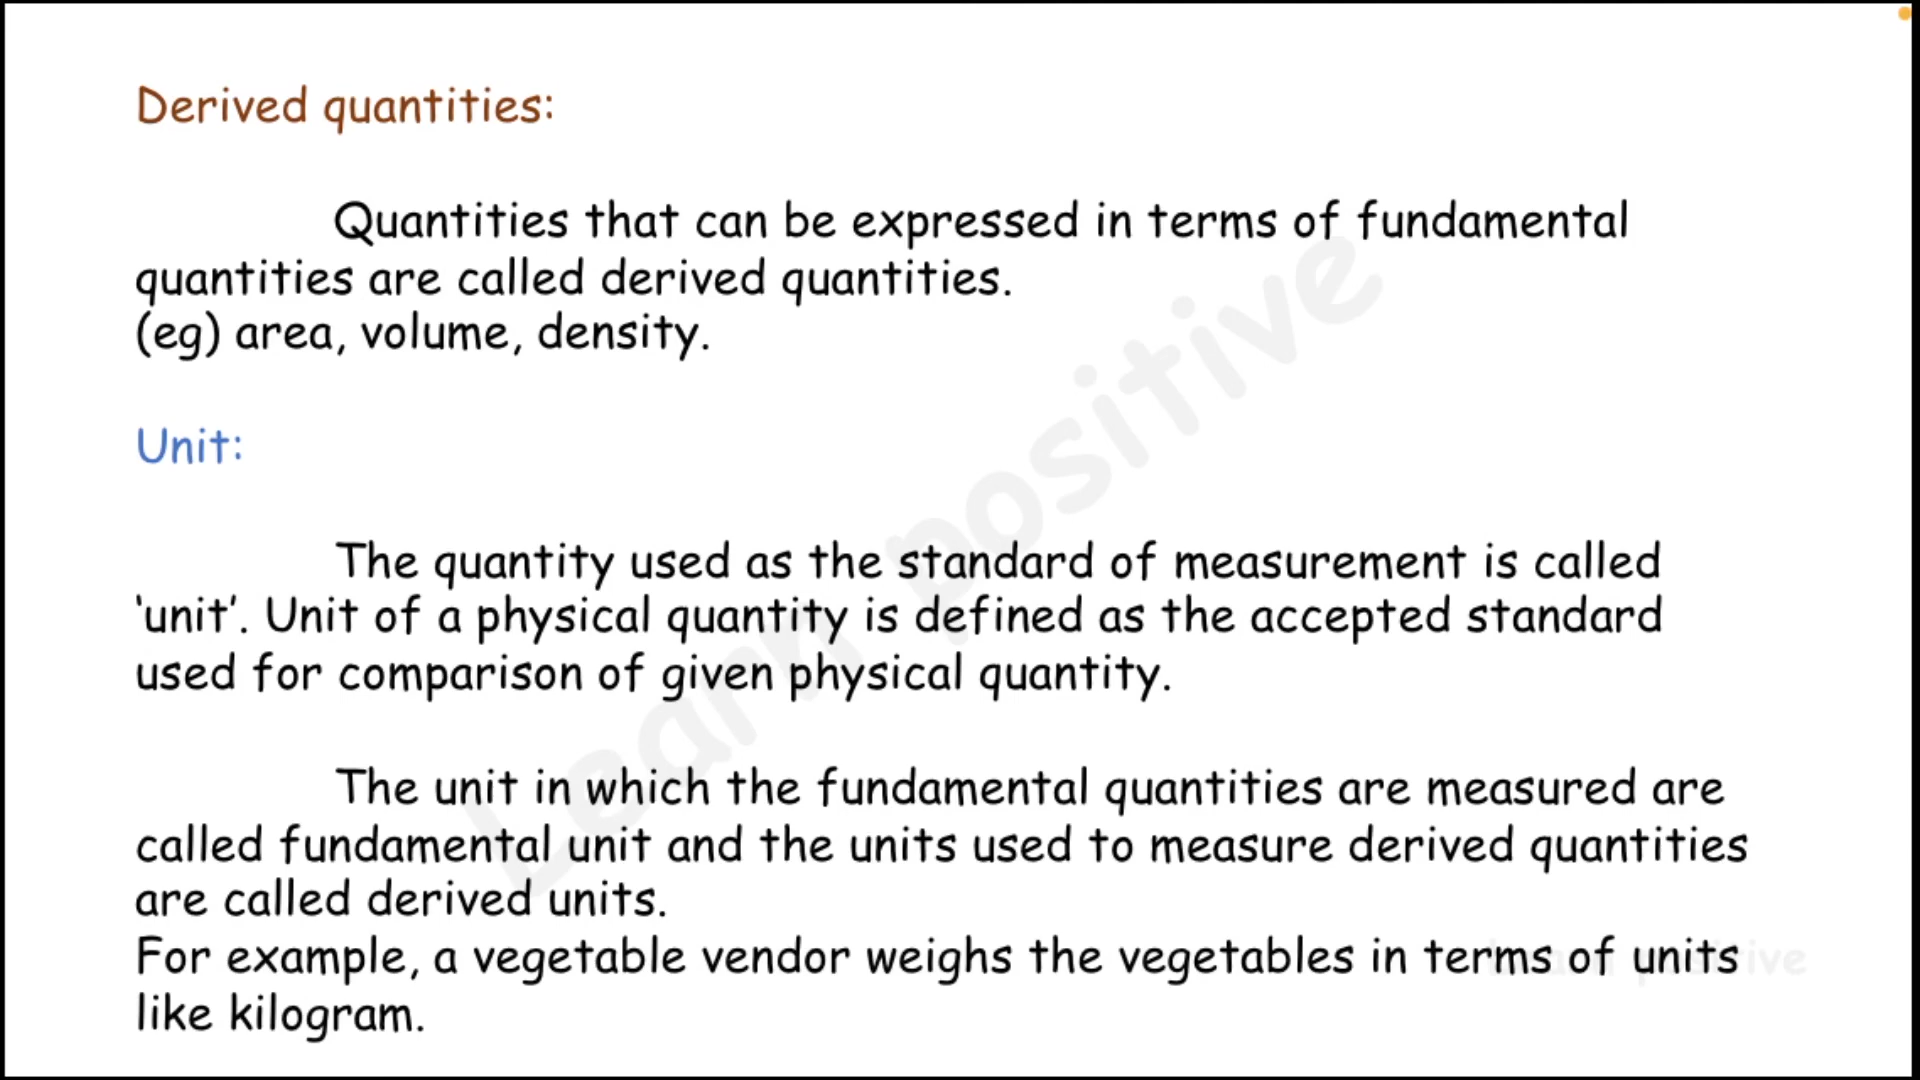 Derived quantities:
Quantities that can be expressed in terms of fundamental
quantities are called derived quantities.
(eg) area, volume, density.
Unit:
The quantity used as the standard of measurement is called
‘unit’. Unit of a physical quantity is defined as the accepted standard
used for comparison of given physical quantity.
The unit in which the fundamental quantities are measured are
called fundamental unit and the units used to measure derived quantities
are called derived units.
For example, a vegetable vendor weighs the vegetables in terms of units
like kilogram.
Learn positive
Learn positive